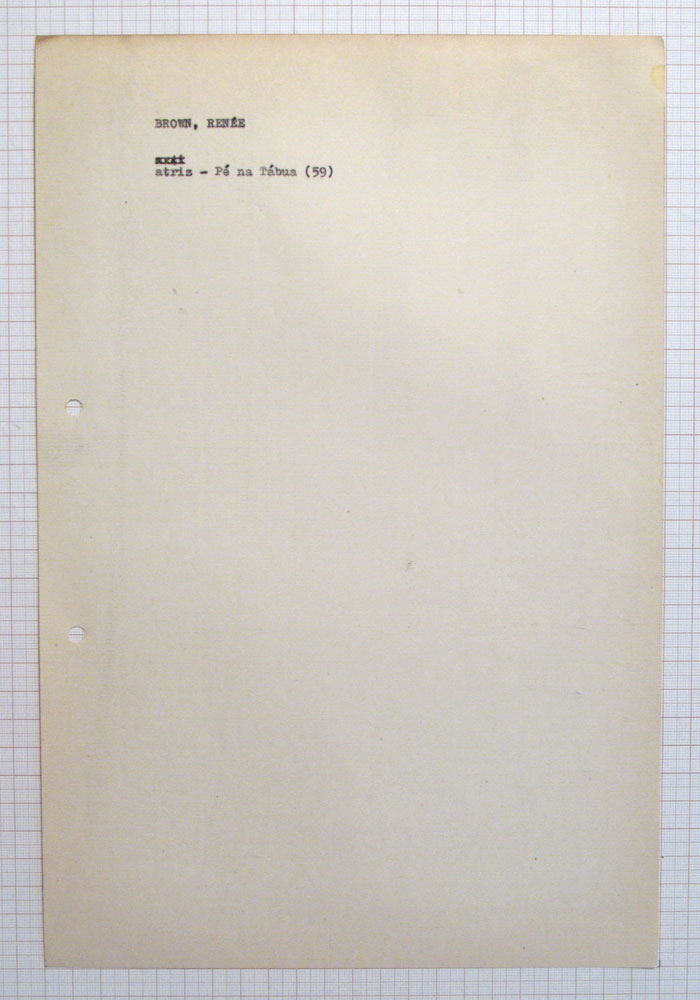 BROWN, RENÉE
atriz - Pé na Tábua (59)